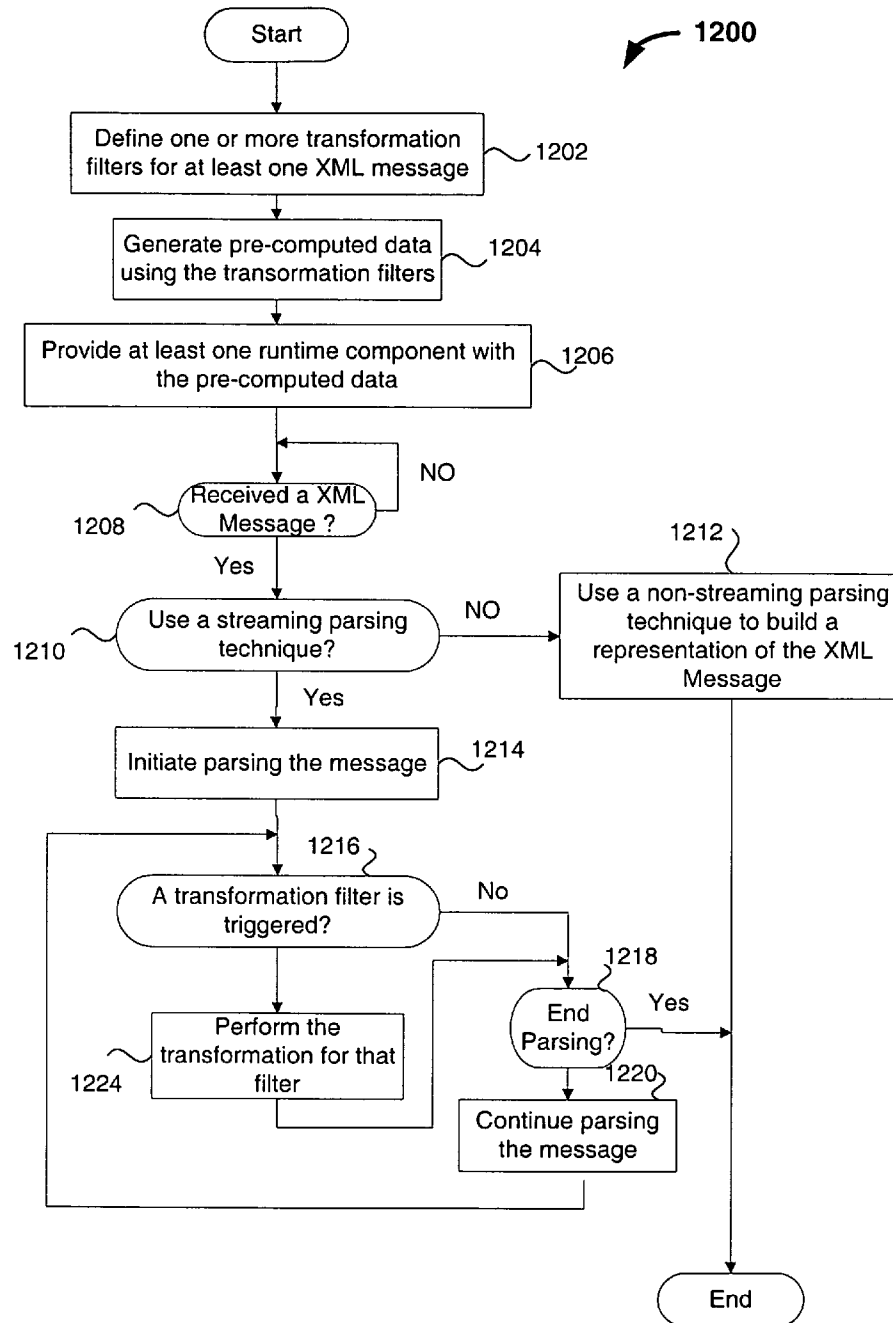 Start
1200
Define one or more transformation
filters for at least one XML message
1202
Generate pre-computed data
using the transormation filters
1204
Provide at least one runtime component with
the pre-computed data
1206
NO
Received a XML
Message ?
1208
Yes
1212
Use a streaming parsing
technique?
NO
1210
Use a non-streaming parsing
technique to build a
representation of the XML
Message
Yes
Initiate parsing the message
1214
1216
A transformation filter is
triggered?
No
1218
End
Parsing?
Yes
Perform the
transformation for that
filter
1224
1220
Continue parsing
the message
End